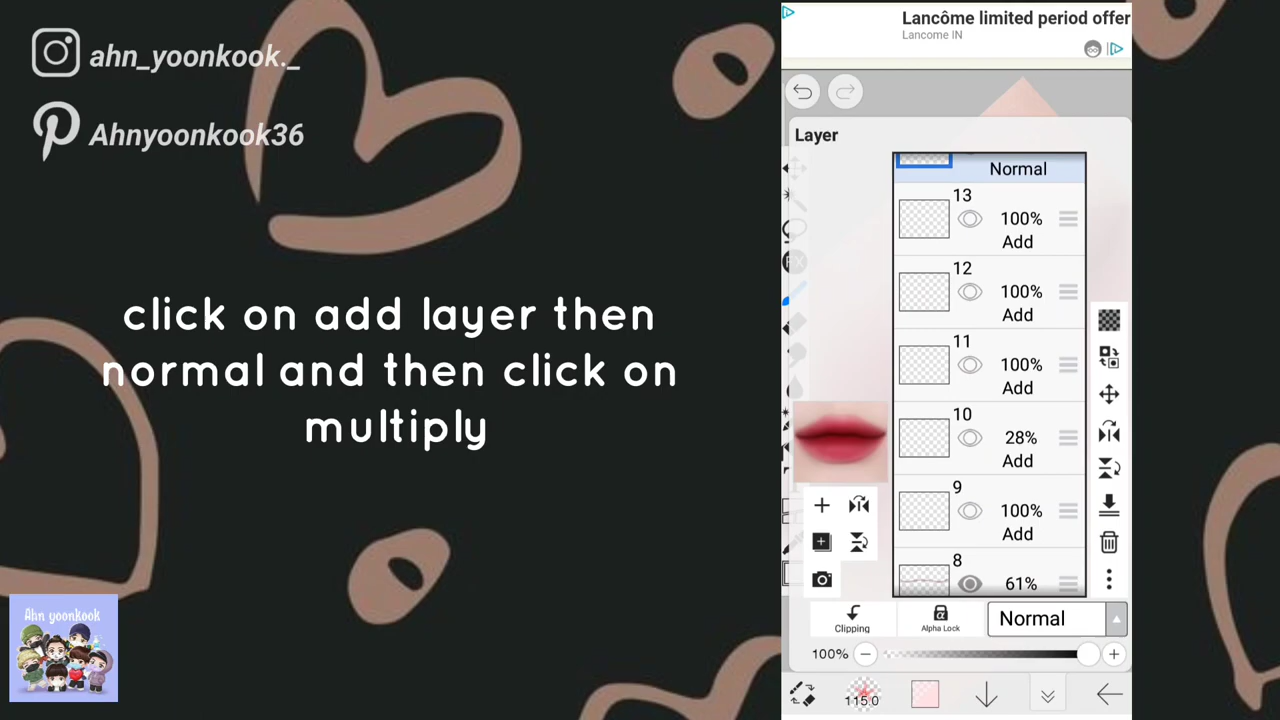 ahn_yoonkook._
Ahnyoonkook36
click on add layer then
normal and then click on
multiply
Ahn yoonkook
Lancôme limited period offer
Lancome IN
Layer
Normal
13
100%
Add
12
100%
Add
11
100%
Add
10
28%
Add
9
100%
Add
8
61%
Clipping
Alpha Lock
Normal
100%
115.0